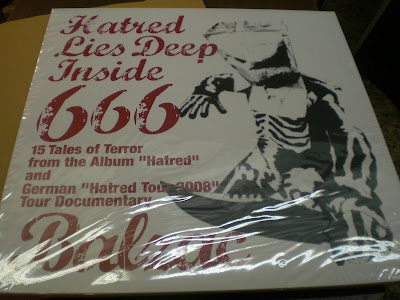 Hatred
Lies Deep
Inside
666
15 Tales of Terror
from the Album "Hatred"
and
German "Hatred Tour 2008"
Tour Documentary
Balzac